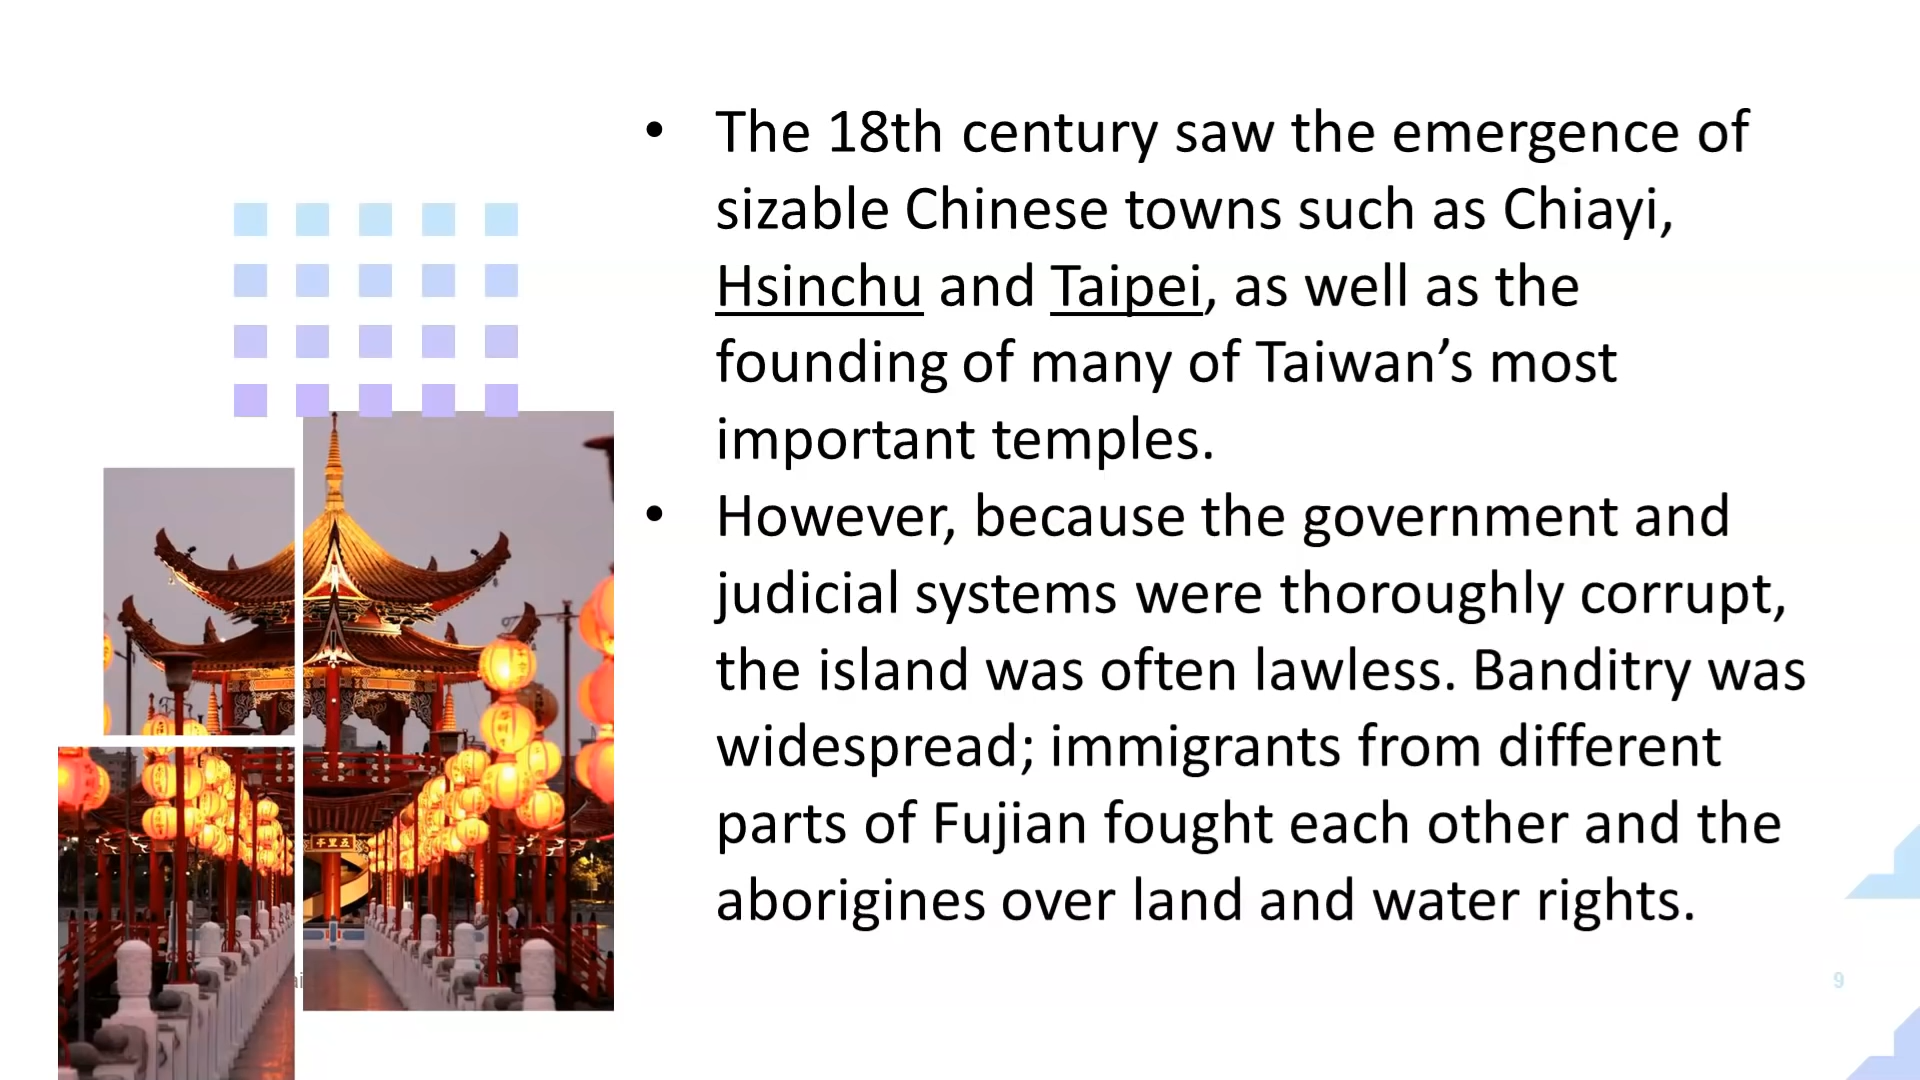 • The 18th century saw the emergence of
sizable Chinese towns such as Chiayi,
Hsinchu and Taipei, as well as the
founding of many of Taiwan’s most
important temples.
• However, because the government and
judicial systems were thoroughly corrupt,
the island was often lawless. Banditry was
widespread; immigrants from different
parts of Fujian fought each other and the
aborigines over land and water rights.
9